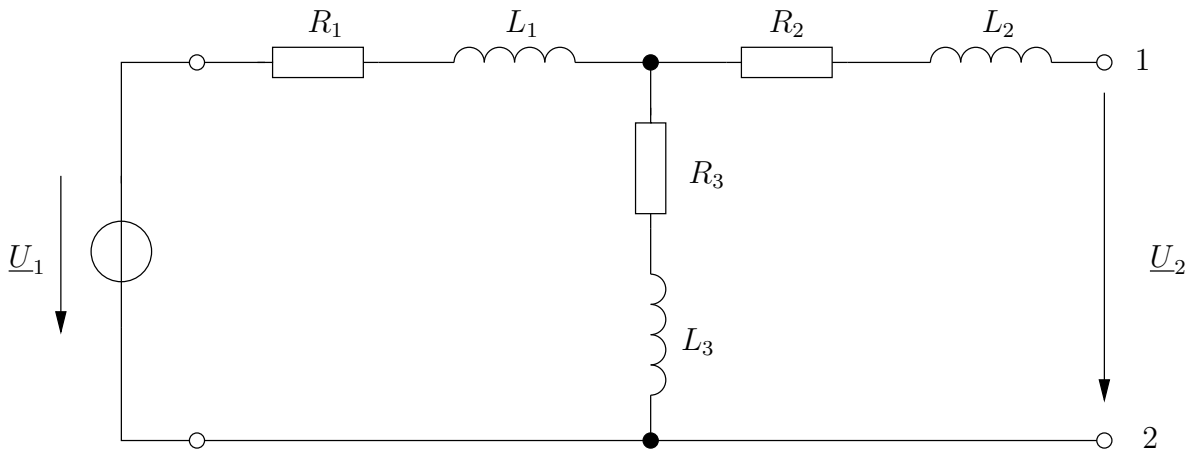 R₁ L₁ R₂ L₂
1
R₃
U₁ U₂
L₃
2